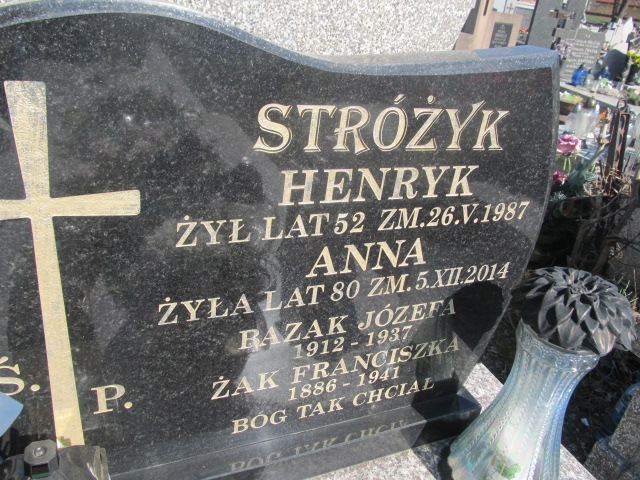 STRÓŻYK
HENRYK
ŻYŁ LAT 52 ZM. 26.V.1987
ANNA
ŻYŁA LAT 80 ZM. 5.XII.2014
RAZAK JÓZEFA
1912 - 1937
ŻAK FRANCISZKA
1886 - 1941
BÓG TAK CHCIAŁ
Ś. P.